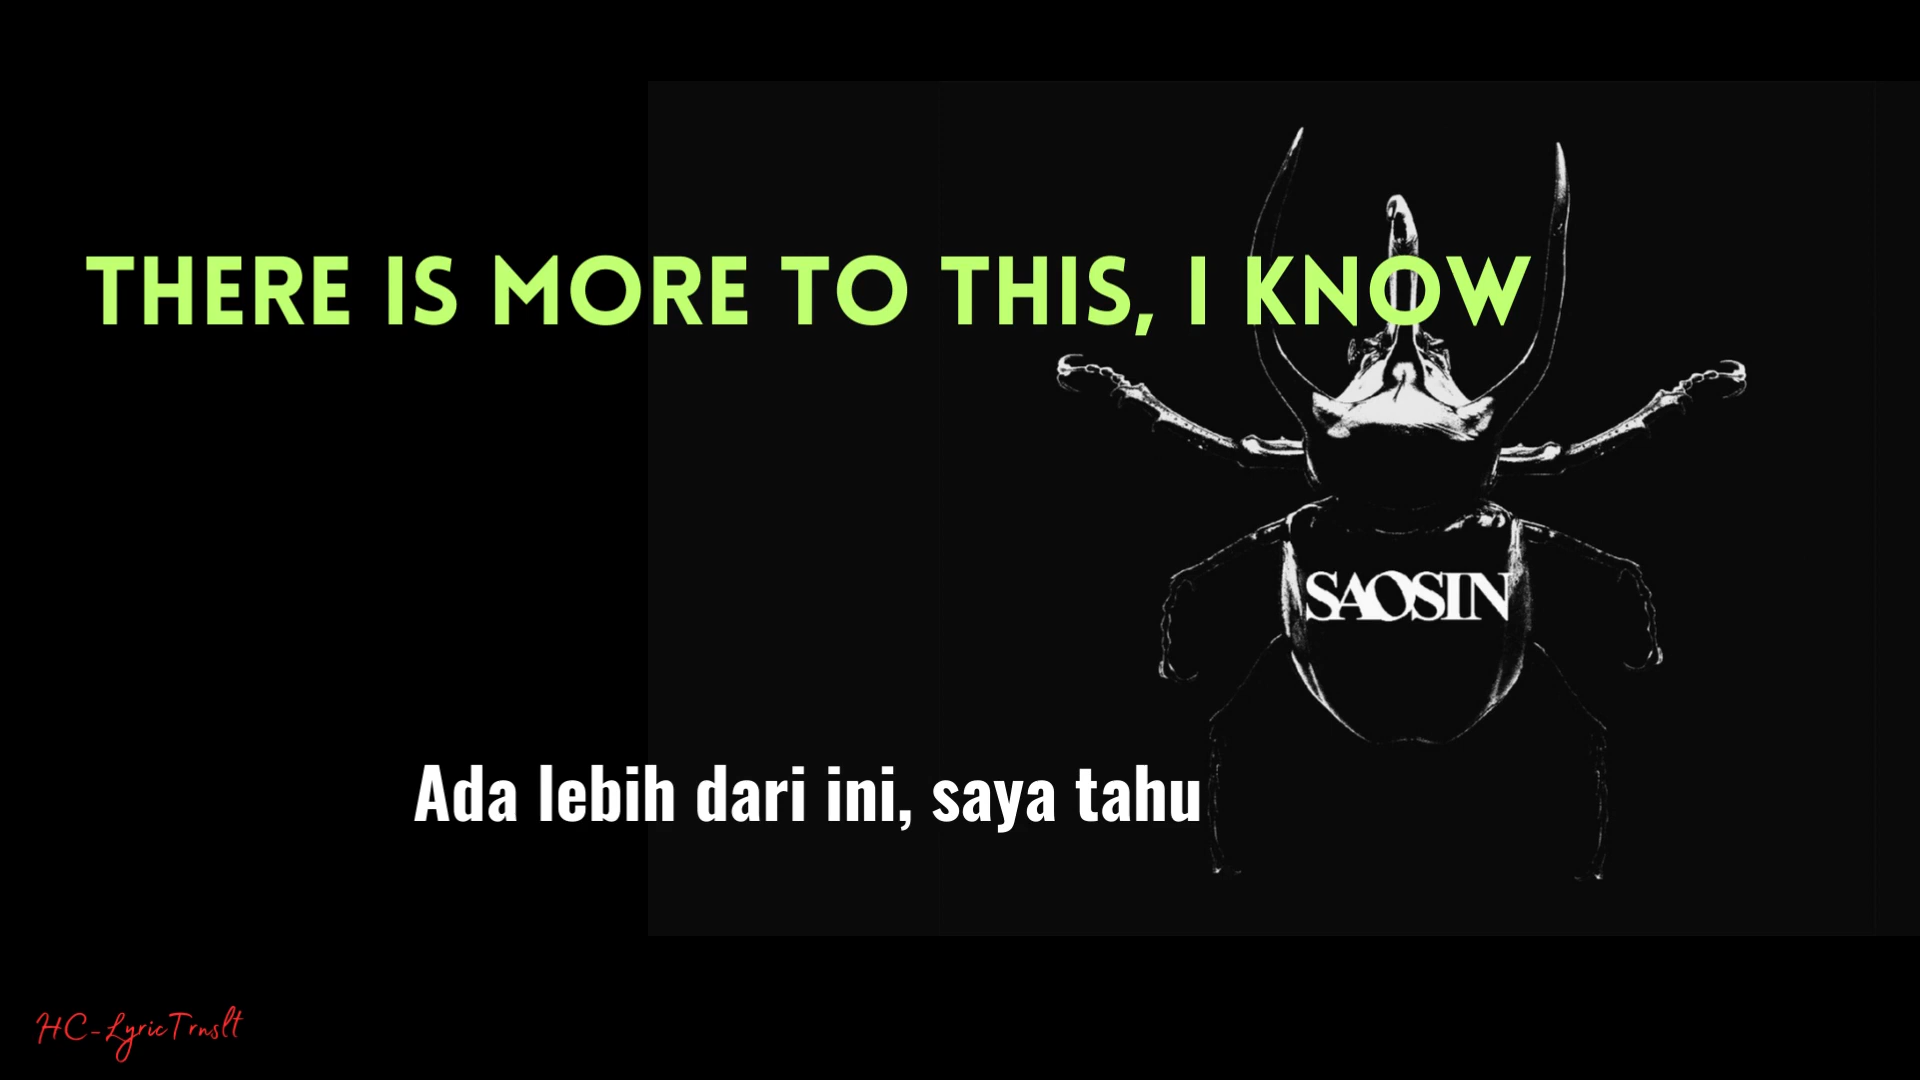 THERE IS MORE TO THIS, I KNOW
SAOSIN
Ada lebih dari ini, saya tahu
HC-LyricTrnslt